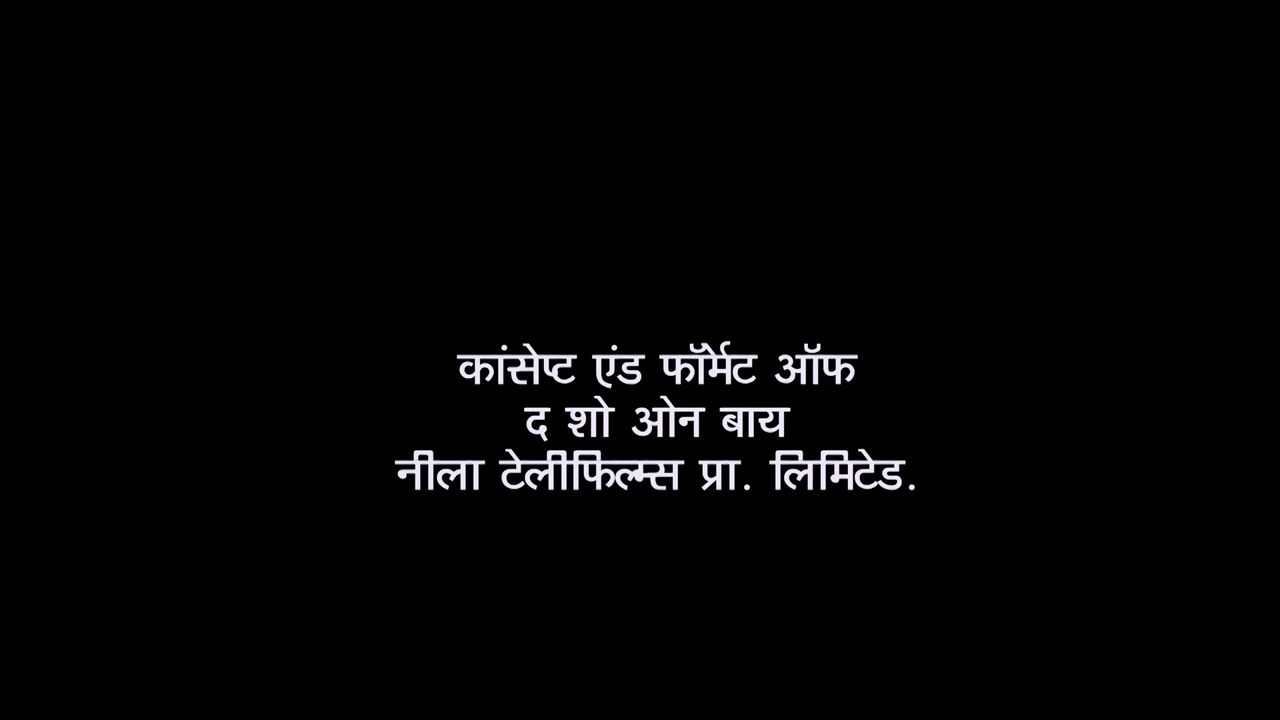 कांसेप्ट एंड फॉर्मेट ऑफ
द शो ओन बाय
नीला टेलीफिल्म्स प्रा. लिमिटेड.